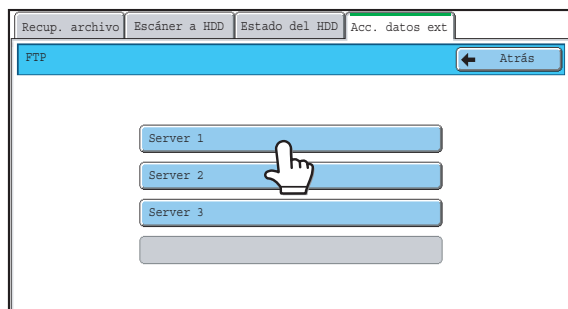 Recup. archivo Escáner a HDD Estado del HDD Acc. datos ext
FTP Atrás
Server 1
Server 2
Server 3